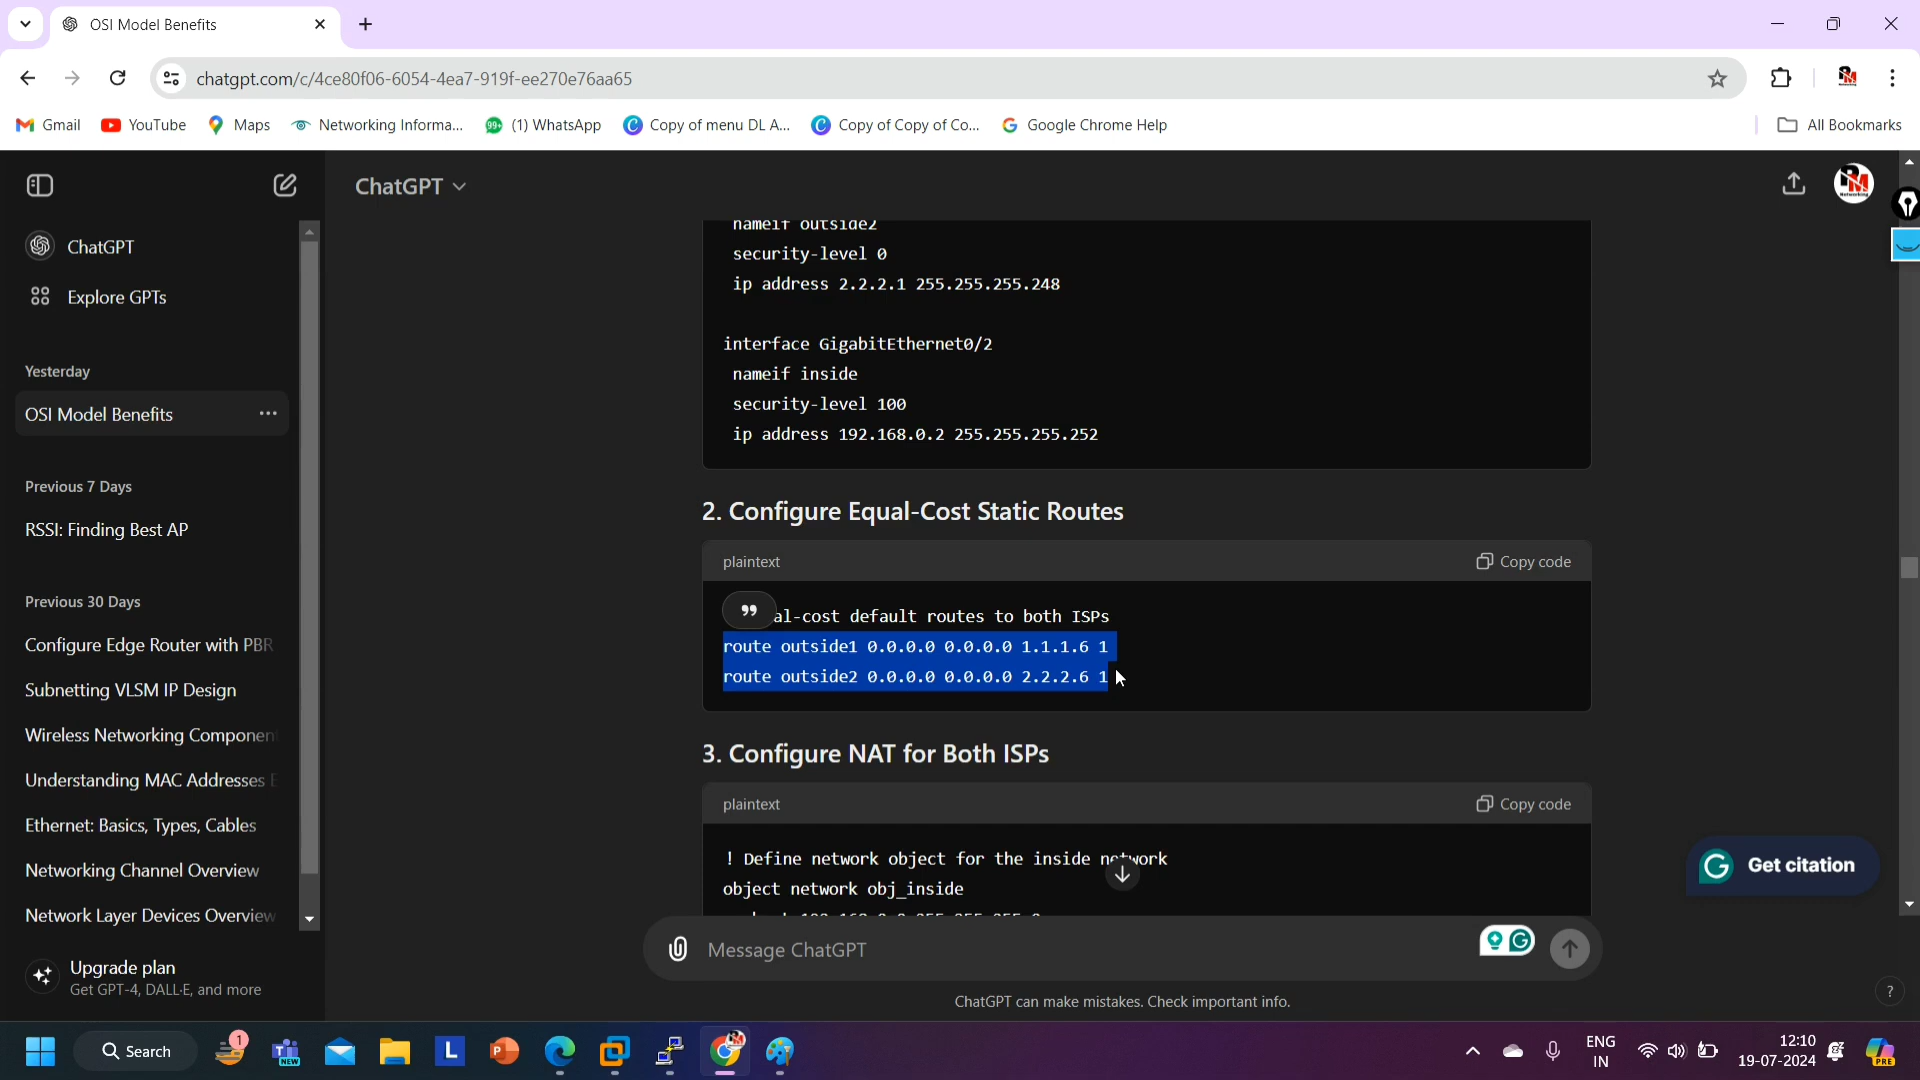 OSI Model Benefits
chatgpt.com/c/4ce80f06-6054-4ea7-919f-ee270e76aa65
Gmail
YouTube
Maps
Networking Informa...
99+
(1) WhatsApp
Copy of menu DL A...
Copy of Copy of Co...
Google Chrome Help
All Bookmarks
ChatGPT
ChatGPT
Explore GPTs
Yesterday
OSI Model Benefits
Previous 7 Days
RSSI: Finding Best AP
Previous 30 Days
Configure Edge Router with PBR
Subnetting VLSM IP Design
Wireless Networking Componen
Understanding MAC Addresses E
Ethernet: Basics, Types, Cables
Networking Channel Overview
Network Layer Devices Overview
Upgrade plan
Get GPT-4, DALL·E, and more
nameif outside2
security-level 0
ip address 2.2.2.1 255.255.255.248
interface GigabitEthernet0/2
nameif inside
security-level 100
ip address 192.168.0.2 255.255.255.252
2. Configure Equal-Cost Static Routes
plaintext
Copy code
al-cost default routes to both ISPs
route outside1 0.0.0.0 0.0.0.0 1.1.1.6 1
route outside2 0.0.0.0 0.0.0.0 2.2.2.6 1
3. Configure NAT for Both ISPs
plaintext
Copy code
! Define network object for the inside network
object network obj_inside
Get citation
Message ChatGPT
ChatGPT can make mistakes. Check important info.
?
Search
1
NEW
L
P
ENG
IN
12:10
19-07-2024
PRE